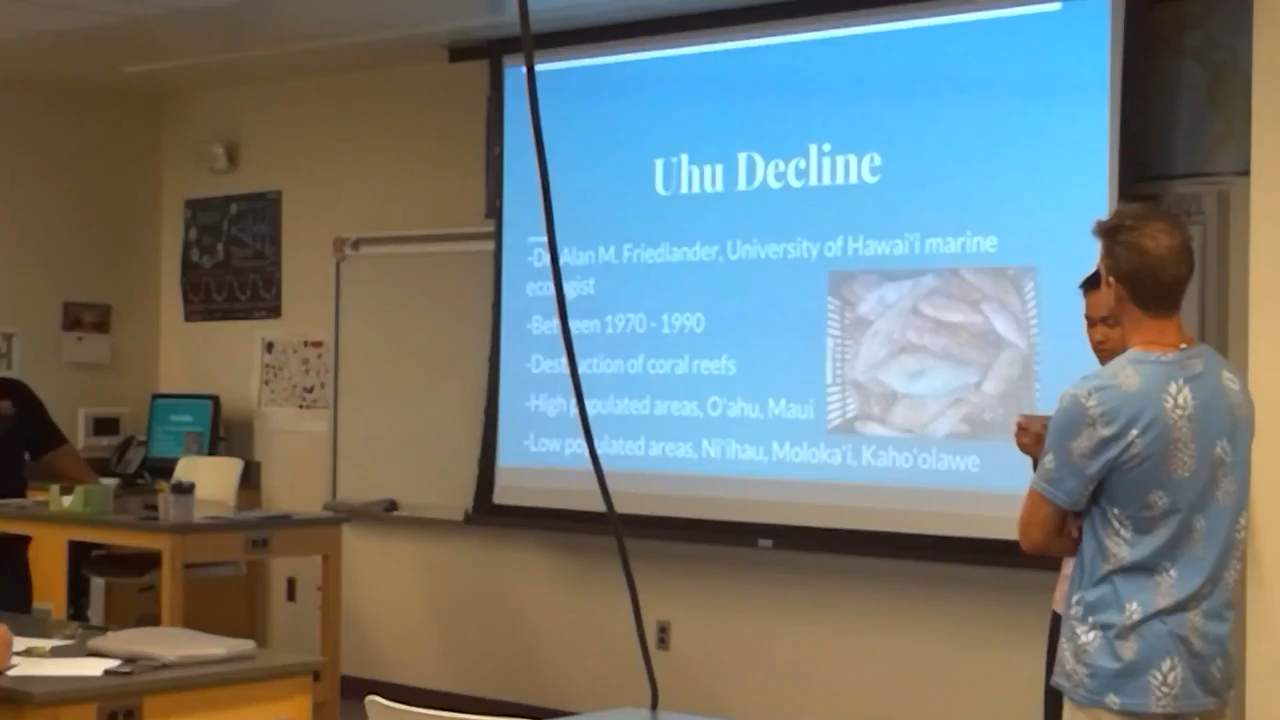 Uhu Decline
-Dr. Alan M. Friedlander, University of Hawai'i marine
ecologist
-Between 1970 - 1990
-Destruction of coral reefs
-High populated areas, O'ahu, Maui
-Low populated areas, Ni'ihau, Moloka'i, Kaho'olawe